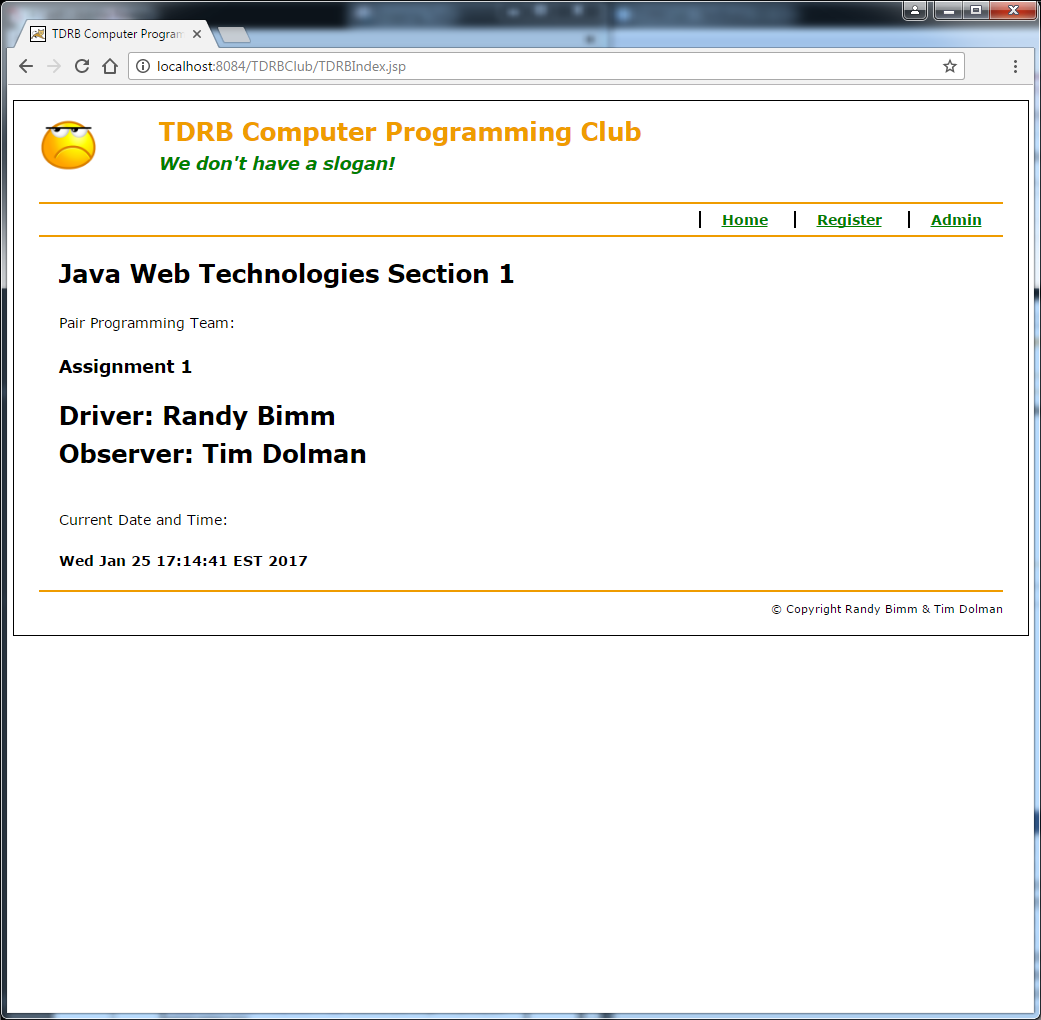 TDRB Computer Program
localhost:8084/TDRBClub/TDRBIndex.jsp
TDRB Computer Programming Club
We don't have a slogan!
Home Register Admin
Java Web Technologies Section 1
Pair Programming Team:
Assignment 1
Driver: Randy Bimm
Observer: Tim Dolman
Current Date and Time:
Wed Jan 25 17:14:41 EST 2017
© Copyright Randy Bimm & Tim Dolman